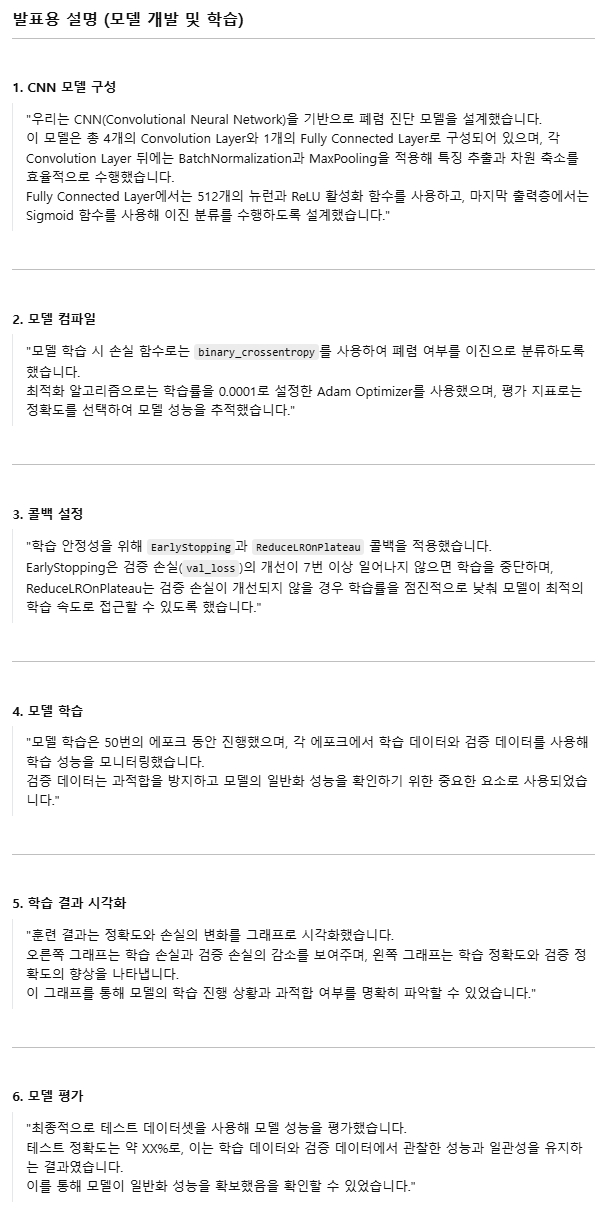 발표용 설명 (모델 개발 및 학습)
1. CNN 모델 구성
"우리는 CNN(Convolutional Neural Network)을 기반으로 폐렴 진단 모델을 설계했습니다.
이 모델은 총 4개의 Convolution Layer와 1개의 Fully Connected Layer로 구성되어 있으며, 각
Convolution Layer 뒤에는 BatchNormalization과 MaxPooling을 적용해 특징 추출과 차원 축소를
효율적으로 수행했습니다.
Fully Connected Layer에서는 512개의 뉴런과 ReLU 활성화 함수를 사용하고, 마지막 출력층에서는
Sigmoid 함수를 사용해 이진 분류를 수행하도록 설계했습니다."
2. 모델 컴파일
"모델 학습 시 손실 함수로는 binary_crossentropy를 사용하여 폐렴 여부를 이진으로 분류하도록
했습니다.
최적화 알고리즘으로는 학습률을 0.0001로 설정한 Adam Optimizer를 사용했으며, 평가 지표로는
정확도를 선택하여 모델 성능을 추적했습니다."
3. 콜백 설정
"학습 안정성을 위해 EarlyStopping과 ReduceLROnPlateau 콜백을 적용했습니다.
EarlyStopping은 검증 손실(val_loss)의 개선이 7번 이상 일어나지 않으면 학습을 중단하며,
ReduceLROnPlateau는 검증 손실이 개선되지 않을 경우 학습률을 점진적으로 낮춰 모델이 최적의
학습 속도로 접근할 수 있도록 했습니다."
4. 모델 학습
"모델 학습은 50번의 에포크 동안 진행했으며, 각 에포크에서 학습 데이터와 검증 데이터를 사용해
학습 성능을 모니터링했습니다.
검증 데이터는 과적합을 방지하고 모델의 일반화 성능을 확인하기 위한 중요한 요소로 사용되었습
니다."
5. 학습 결과 시각화
"훈련 결과는 정확도와 손실의 변화를 그래프로 시각화했습니다.
오른쪽 그래프는 학습 손실과 검증 손실의 감소를 보여주며, 왼쪽 그래프는 학습 정확도와 검증 정
확도의 향상을 나타냅니다.
이 그래프를 통해 모델의 학습 진행 상황과 과적합 여부를 명확히 파악할 수 있었습니다."
6. 모델 평가
"최종적으로 테스트 데이터셋을 사용해 모델 성능을 평가했습니다.
테스트 정확도는 약 XX%로, 이는 학습 데이터와 검증 데이터에서 관찰한 성능과 일관성을 유지하
는 결과였습니다.
이를 통해 모델이 일반화 성능을 확보했음을 확인할 수 있었습니다."